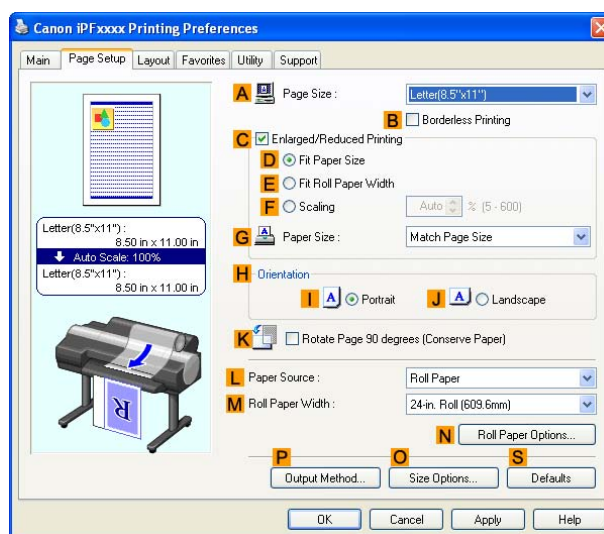 Canon iPFxxxx Printing Preferences
Main Page Setup Layout Favorites Utility Support
A Page Size : Letter(8.5"x11")
B Borderless Printing
C Enlarged/Reduced Printing
D Fit Paper Size
E Fit Roll Paper Width
F Scaling Auto % (5 - 600)
G A Paper Size : Match Page Size
Letter(8.5"x11") :
8.50 in x 11.00 in
Auto Scale: 100%
Letter(8.5"x11") :
8.50 in x 11.00 in
H Orientation
I A Portrait J A Landscape
K Rotate Page 90 degrees (Conserve Paper)
R
L Paper Source : Roll Paper
M Roll Paper Width : 24-in. Roll (609.6mm)
N Roll Paper Options...
P O S
Output Method... Size Options... Defaults
OK Cancel Apply Help